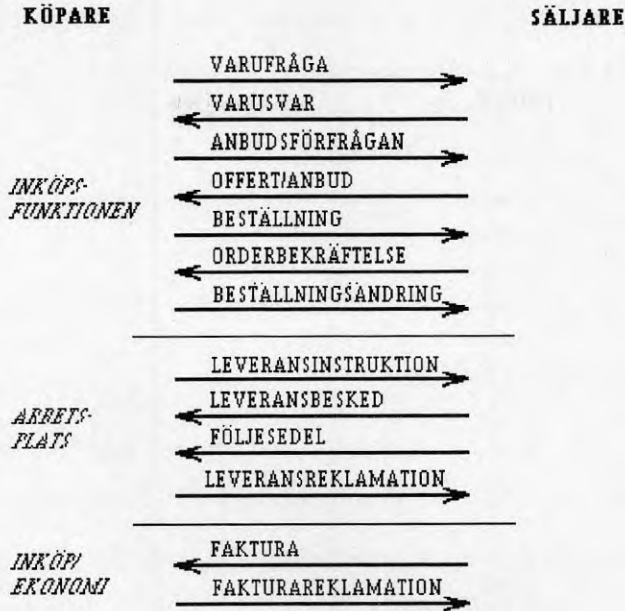 KÖPARE SÄLJARE
VARUFRÅGA
VARUSVAR
ANBUDSFÖRFRÅGAN
INKÖPS-
FUNKTIONEN
OFFERT/ANBUD
BESTÄLLNING
ORDERBEKRÄFTELSE
BESTÄLLNINGSÄNDRING
LEVERANSINSTRUKTION
LEVERANSBESKED
ARBETS-
PLATS
FÖLJESEDEL
LEVERANSREKLAMATION
FAKTURA
INKÖP/
EKONOMI
FAKTURAREKLAMATION